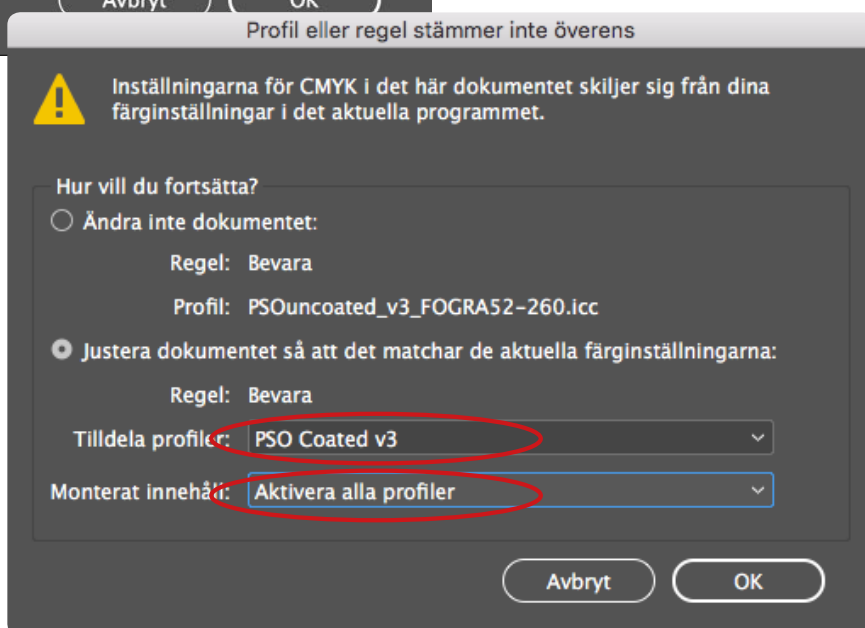 Avbryt OK
Profil eller regel stämmer inte överens
Inställningarna för CMYK i det här dokumentet skiljer sig från dina
färginställningar i det aktuella programmet.
Hur vill du fortsätta?
Ändra inte dokumentet:
Regel: Bevara
Profil: PSOuncoated_v3_FOGRA52-260.icc
Justera dokumentet så att det matchar de aktuella färginställningarna:
Regel: Bevara
Tilldela profiler: PSO Coated v3
Monterat innehåll: Aktivera alla profiler
Avbryt OK